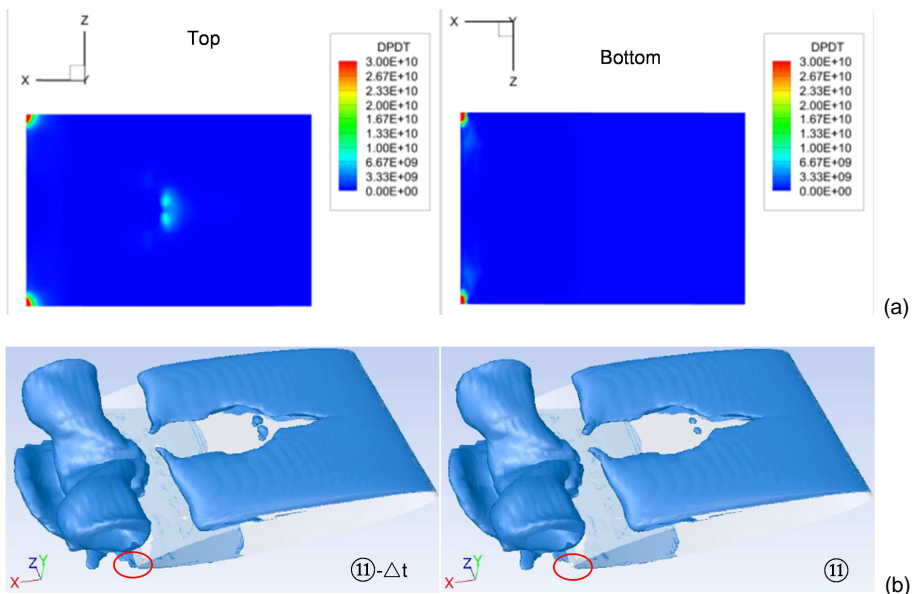 Z
X
Y
Top
DPDT
3.00E+10
2.67E+10
2.33E+10
2.00E+10
1.67E+10
1.33E+10
1.00E+10
6.67E+09
3.33E+09
0.00E+00
X
Y
Z
Bottom
DPDT
3.00E+10
2.67E+10
2.33E+10
2.00E+10
1.67E+10
1.33E+10
1.00E+10
6.67E+09
3.33E+09
0.00E+00
(a)
Z Y
X
⑪-△t
Z Y
X
⑪
(b)